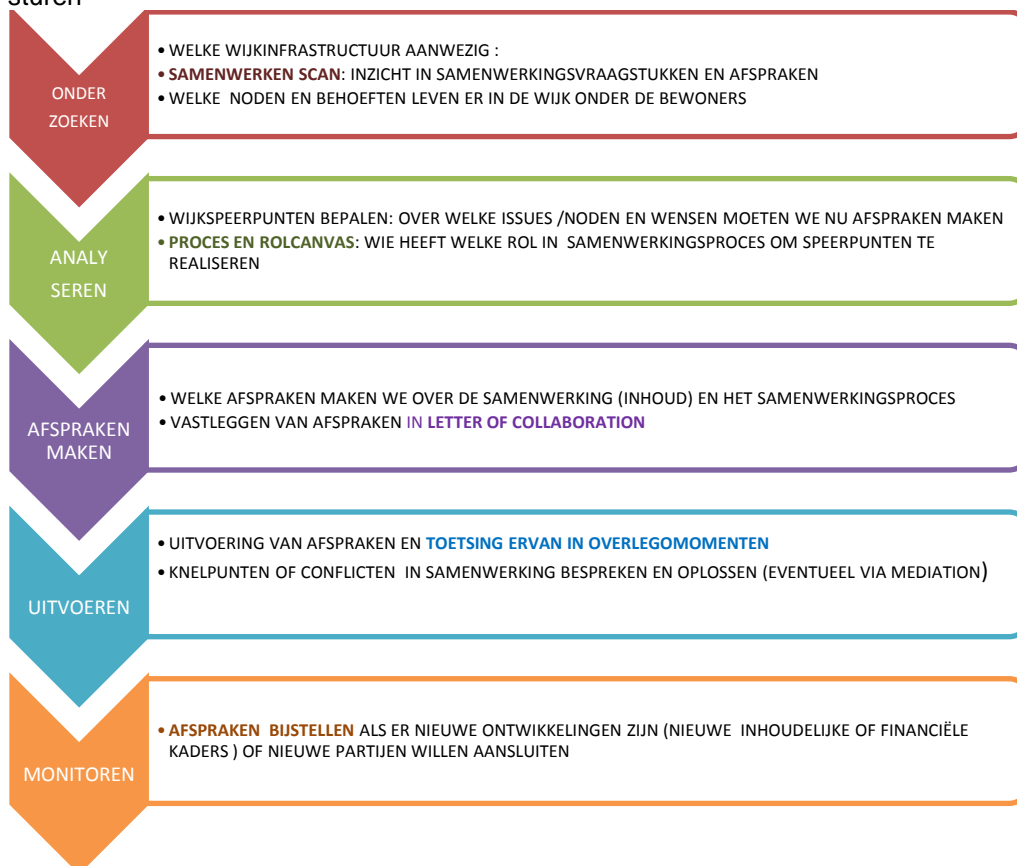 sturen
ONDER
ZOEKEN
• WELKE WIJKINFRASTRUCTUUR AANWEZIG :
• SAMENWERKEN SCAN: INZICHT IN SAMENWERKINGSVRAAGSTUKKEN EN AFSPRAKEN
• WELKE NODEN EN BEHOEFTEN LEVEN ER IN DE WIJK ONDER DE BEWONERS
ANALY
SEREN
• WIJKSPEERPUNTEN BEPALEN: OVER WELKE ISSUES /NODEN EN WENSEN MOETEN WE NU AFSPRAKEN MAKEN
• PROCES EN ROLCANVAS: WIE HEEFT WELKE ROL IN SAMENWERKINGSPROCES OM SPEERPUNTEN TE
REALISEREN
AFSPRAKEN
MAKEN
• WELKE AFSPRAKEN MAKEN WE OVER DE SAMENWERKING (INHOUD) EN HET SAMENWERKINGSPROCES
• VASTLEGGEN VAN AFSPRAKEN IN LETTER OF COLLABORATION
UITVOEREN
• UITVOERING VAN AFSPRAKEN EN TOETSING ERVAN IN OVERLEGOMOMENTEN
• KNELPUNTEN OF CONFLICTEN IN SAMENWERKING BESPREKEN EN OPLOSSEN (EVENTUEEL VIA MEDIATION)
MONITOREN
• AFSPRAKEN BIJSTELLEN ALS ER NIEUWE ONTWIKKELINGEN ZIJN (NIEUWE INHOUDELIJKE OF FINANCIËLE
KADERS ) OF NIEUWE PARTIJEN WILLEN AANSLUITEN